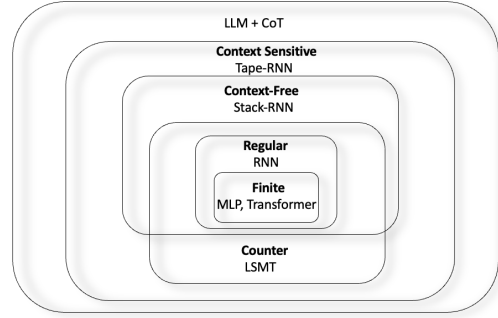 LLM + CoT
Context Sensitive
Tape-RNN
Context-Free
Stack-RNN
Regular
RNN
Finite
MLP, Transformer
Counter
LSMT